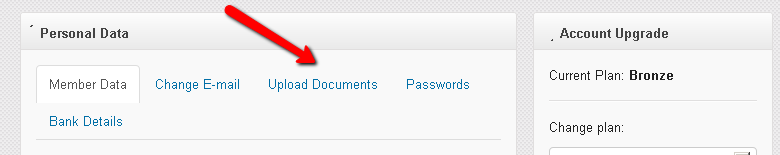 Personal Data
Member Data Change E-mail Upload Documents Passwords
Bank Details
Account Upgrade
Current Plan: Bronze
Change plan: